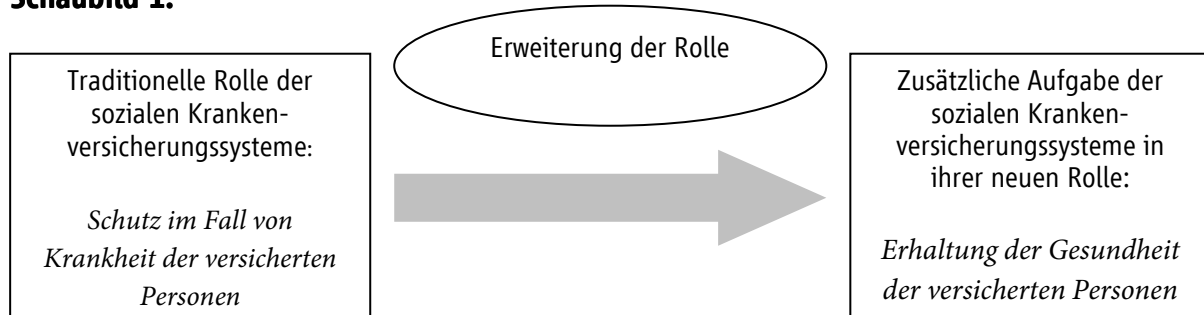 Schaubild 1.
Erweiterung der Rolle
Traditionelle Rolle der
sozialen Kranken-
versicherungssysteme:
Schutz im Fall von
Krankheit der versicherten
Personen
Zusätzliche Aufgabe der
sozialen Kranken-
versicherungssysteme in
ihrer neuen Rolle:
Erhaltung der Gesundheit
der versicherten Personen